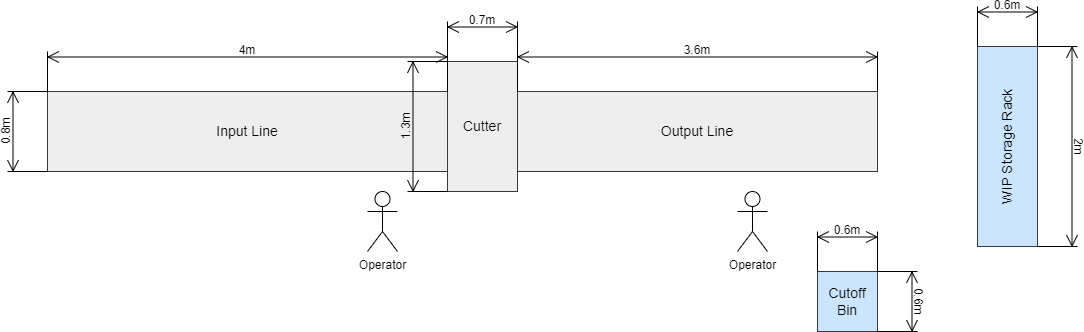 0.6m
0.7m
4m
3.6m
0.8m
Input Line
1.3m
Cutter
Output Line
WIP Storage Rack
2m
Operator
Operator
0.6m
Cutoff
Bin
0.6m